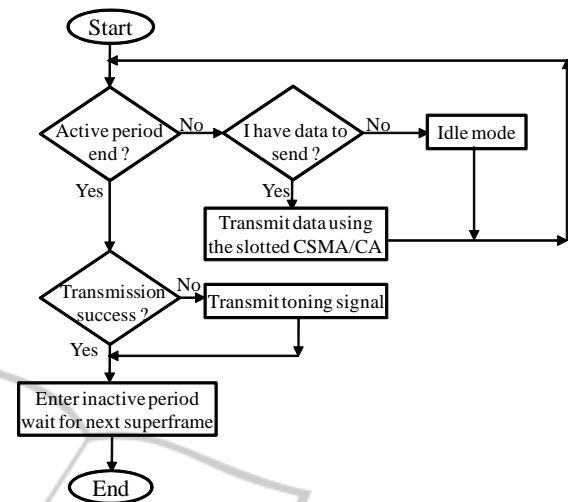 Start
Active period
end ?
No
I have data to
send ?
No
Idle mode
Yes
Yes
Transmit data using
the slotted CSMA/CA
Transmission
success ?
No
Transmit toning signal
Yes
Enter inactive period
wait for next superframe
End